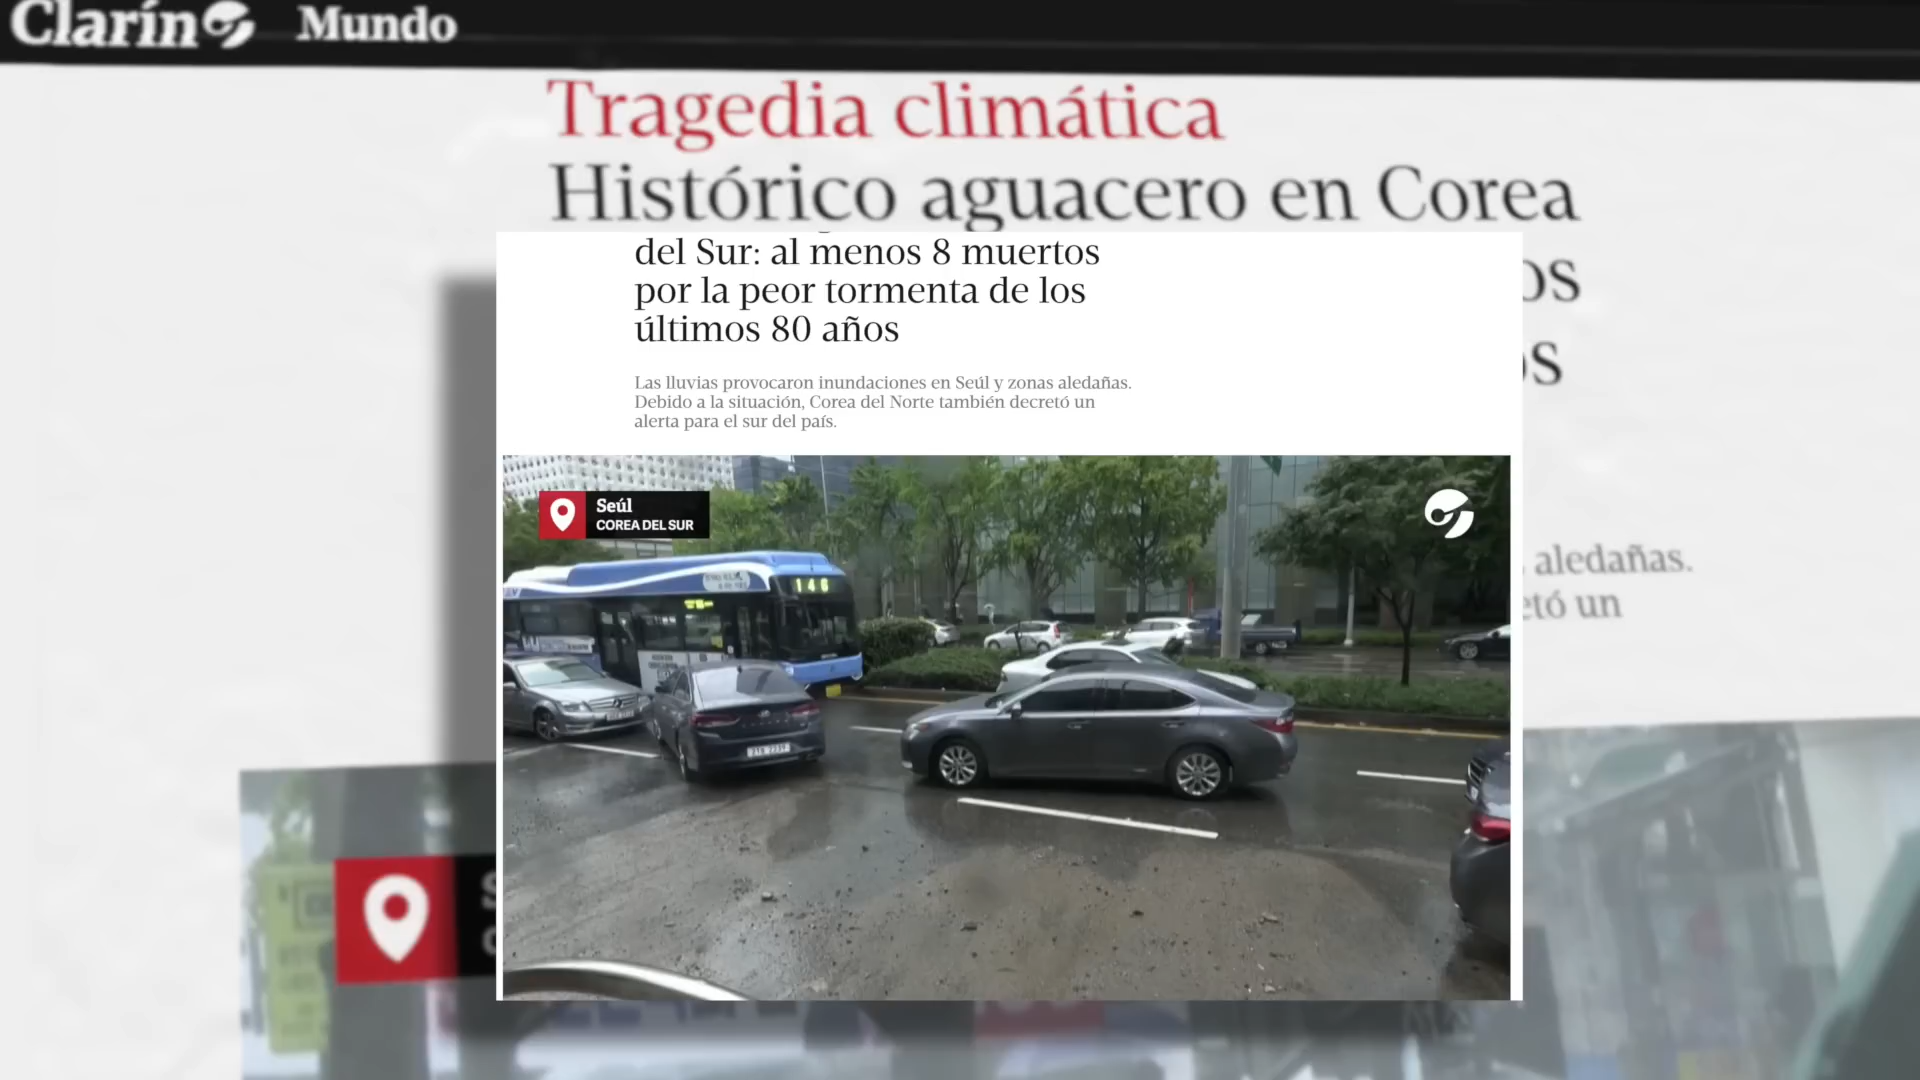 Clarín
Mundo
Tragedia climática
Histórico aguacero en Corea
os
os
del Sur: al menos 8 muertos
por la peor tormenta de los
últimos 80 años
Las lluvias provocaron inundaciones en Seúl y zonas aledañas.
Debido a la situación, Corea del Norte también decretó un
alerta para el sur del país.
aledañas.
etó un
Seúl
COREA DEL SUR
146